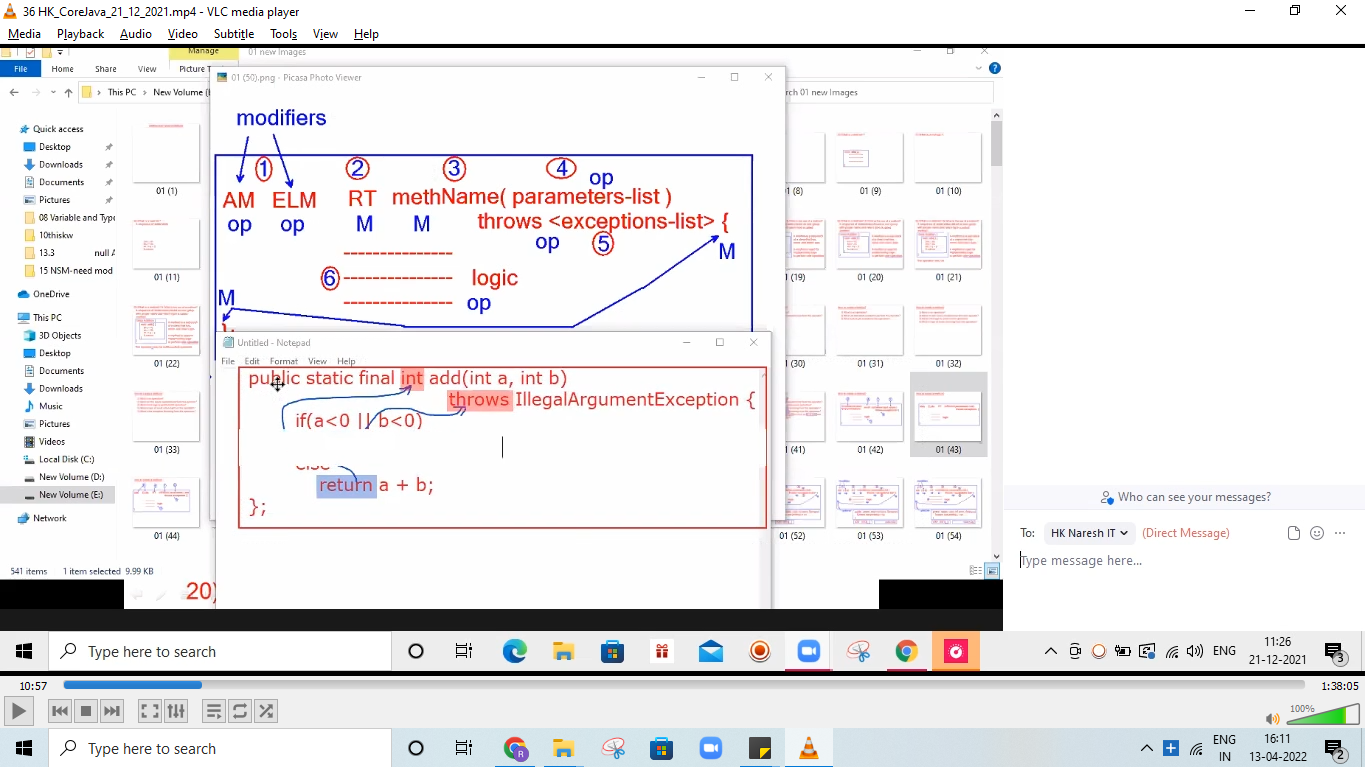 36 HK_CoreJava_21_12_2021.mp4 - VLC media player
Media Playback Audio Video Subtitle Tools View Help
Manage 01 new Images
File Home Share View Picture T
This PC New Volume (
rch 01 new Images
01 (50).png - Picasa Photo Viewer
Quick access
Desktop
Downloads
Documents
Pictures
08 Variable and Type
10thiskw
13.3 null A
15 NSM-need mod
OneDrive
This PC
3D Objects
Desktop
Documents
Downloads
Music
Pictures
Videos
Local Disk (C:)
New Volume (D:)
New Volume (E:)
Network
541 items 1 item selected 9.99 KB
01 (1)
01 (11)
01 (22)
01 (33)
01 (44)
modifiers
1 2 3 4 op
AM ELM RT methName( parameters-list )
op op M M throws <exceptions-list> {
op 5 M
------------------
6 ------------------ logic
------------------ op
M
};
Untitled - Notepad
File Edit Format View Help
public static final int add(int a, int b)
throws IllegalArgumentException {
if(a<0 || b<0)
else
return a + b;
};
20)
(8) 01 (9) 01 (10)
(19) 01 (20) 01 (21)
(30) 01 (31) 01 (32)
(41) 01 (42) 01 (43)
01 (52) 01 (53) 01 (54)
Who can see your messages?
To: HK Naresh IT (Direct Message)
Type message here...
Type here to search
ENG
11:26
21-12-2021
3
10:57
1:38:05
100%
Type here to search
R
ENG
IN
16:11
13-04-2022
2